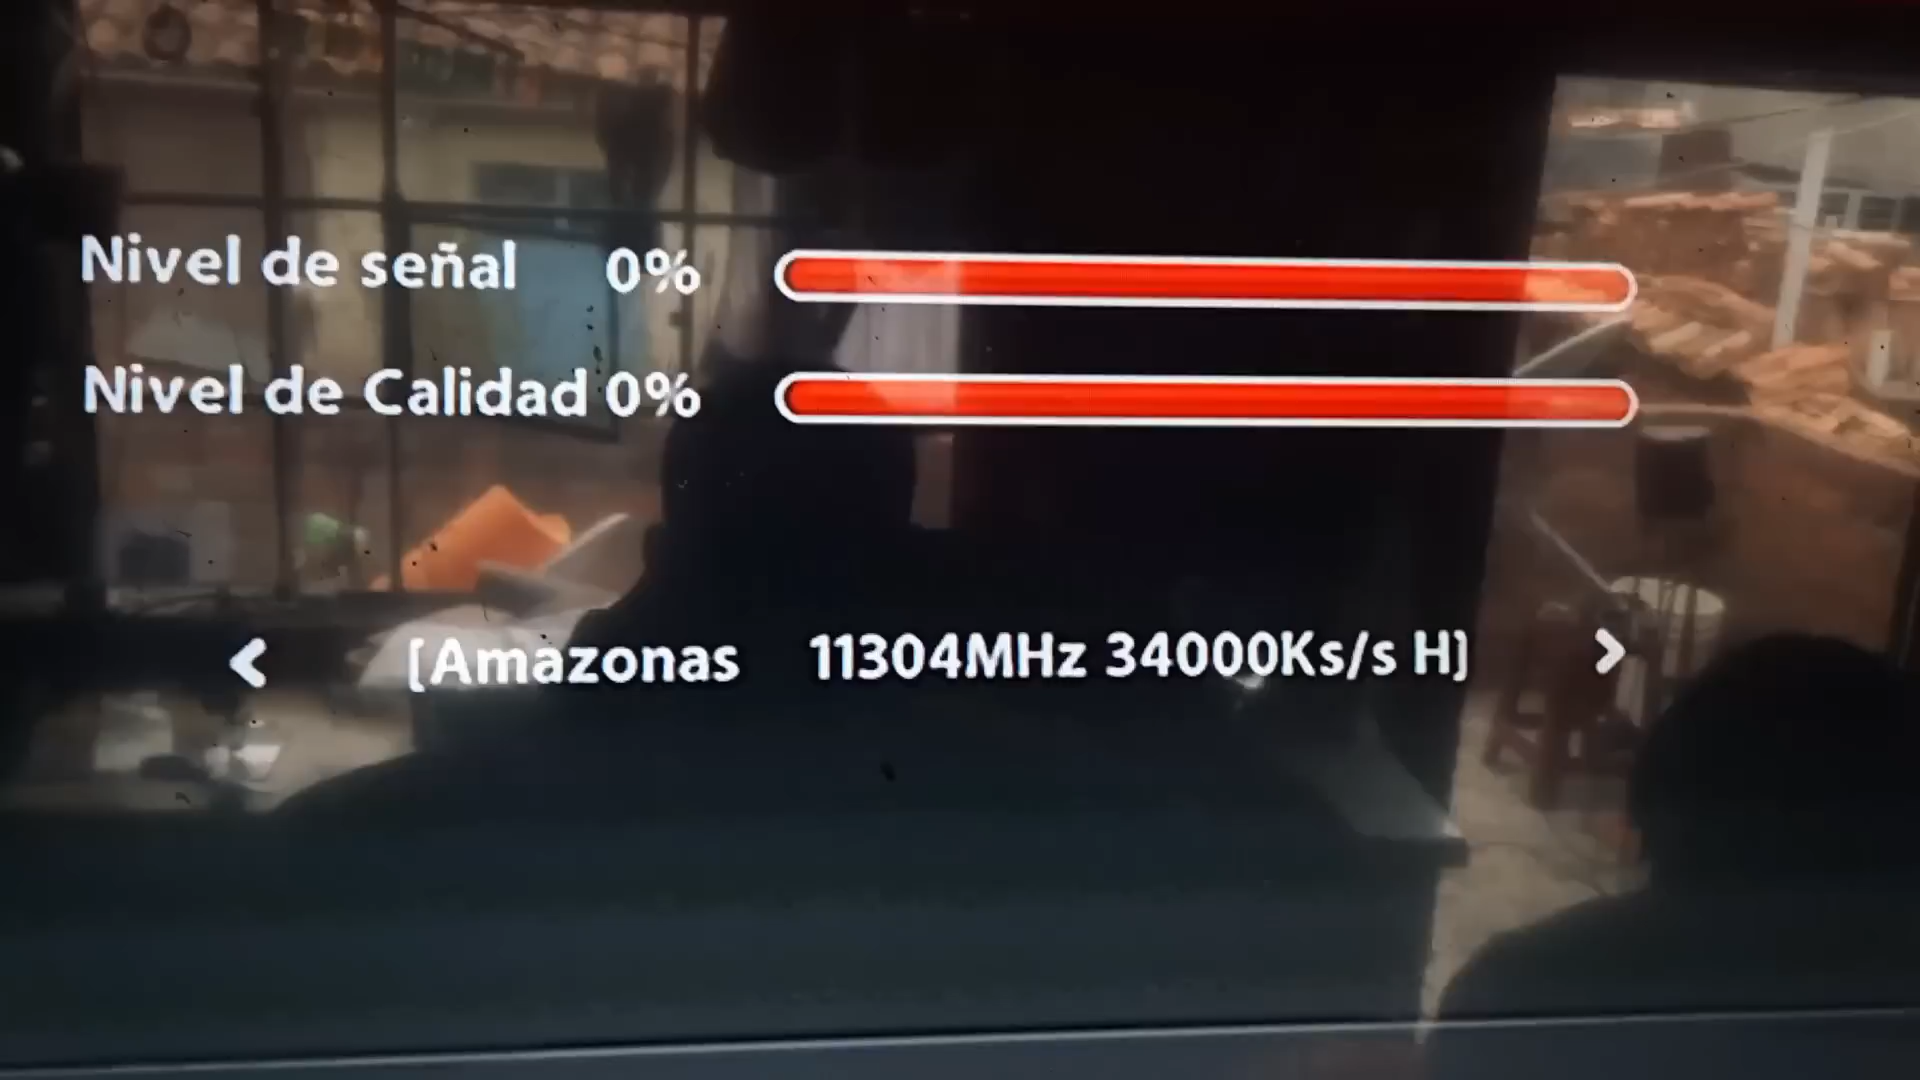 Nivel de señal 0%
Nivel de Calidad 0%
< [Amazonas 11304MHz 34000Ks/s H] >